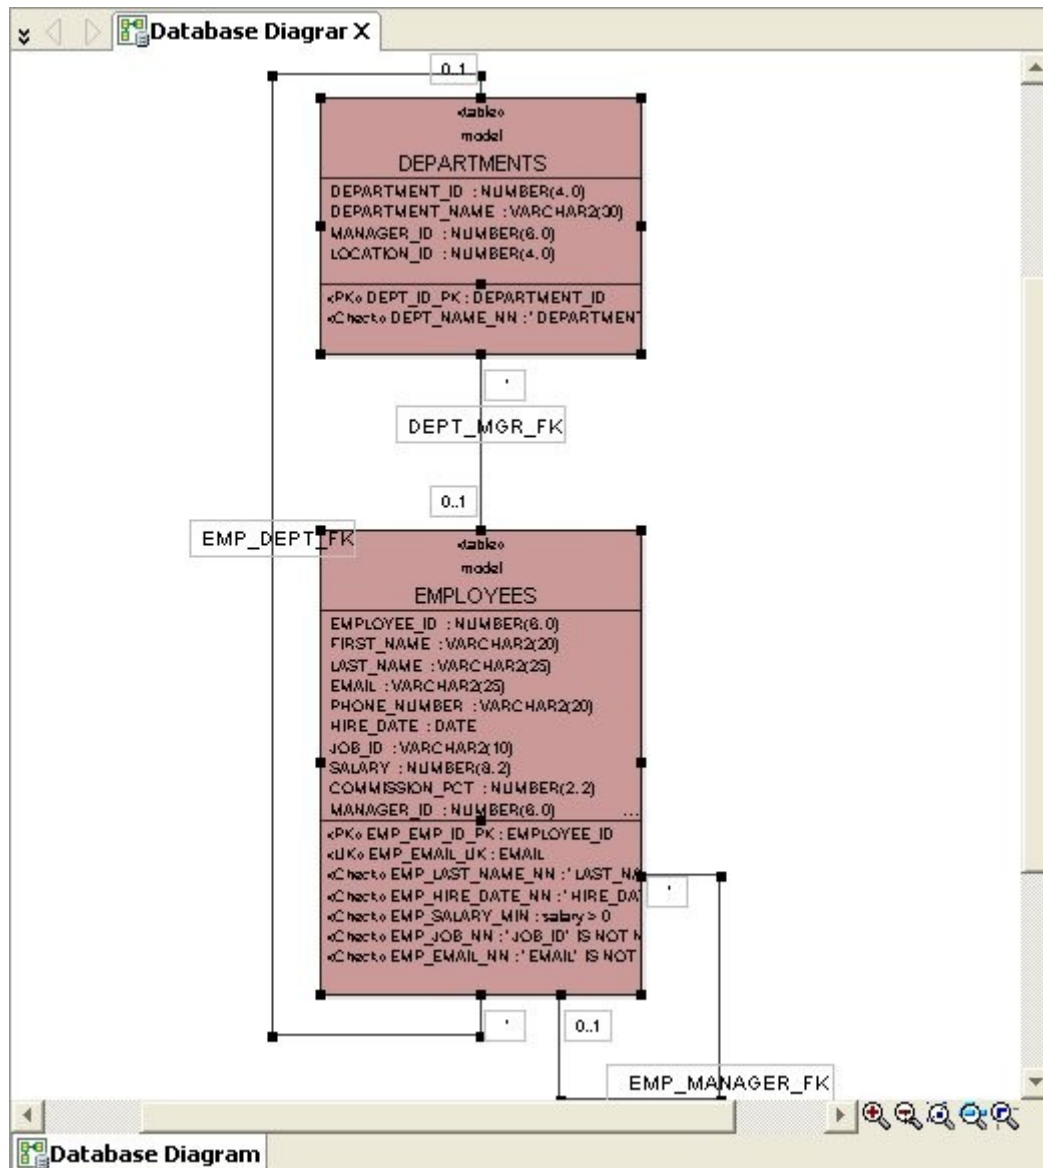 Database Diagrar X
0..1
«table»
model
DEPARTMENTS
DEPARTMENT_ID : NUMBER(4.0)
DEPARTMENT_NAME : VARCHAR2(30)
MANAGER_ID : NUMBER(6.0)
LOCATION_ID : NUMBER(4.0)
«PK» DEPT_ID_PK : DEPARTMENT_ID
«Check» DEPT_NAME_NN : " DEPARTMENT
*
DEPT_MGR_FK
0..1
EMP_DEPT_FK
«table»
model
EMPLOYEES
EMPLOYEE_ID : NUMBER(6.0)
FIRST_NAME : VARCHAR2(20)
LAST_NAME : VARCHAR2(25)
EMAIL : VARCHAR2(25)
PHONE_NUMBER : VARCHAR2(20)
HIRE_DATE : DATE
JOB_ID : VARCHAR2(10)
SALARY : NUMBER(8.2)
COMMISSION_PCT : NUMBER(2.2)
MANAGER_ID : NUMBER(6.0) ...
«PK» EMP_EMP_ID_PK : EMPLOYEE_ID
«UK» EMP_EMAIL_UK : EMAIL
«Check» EMP_LAST_NAME_NN : " LAST_NA
*
«Check» EMP_HIRE_DATE_NN : " HIRE_DA
«Check» EMP_SALARY_MIN : salary > 0
«Check» EMP_JOB_NN : "JOB_ID" IS NOT N
«Check» EMP_EMAIL_NN : " EMAIL" IS NOT
*
0..1
EMP_MANAGER_FK
Database Diagram